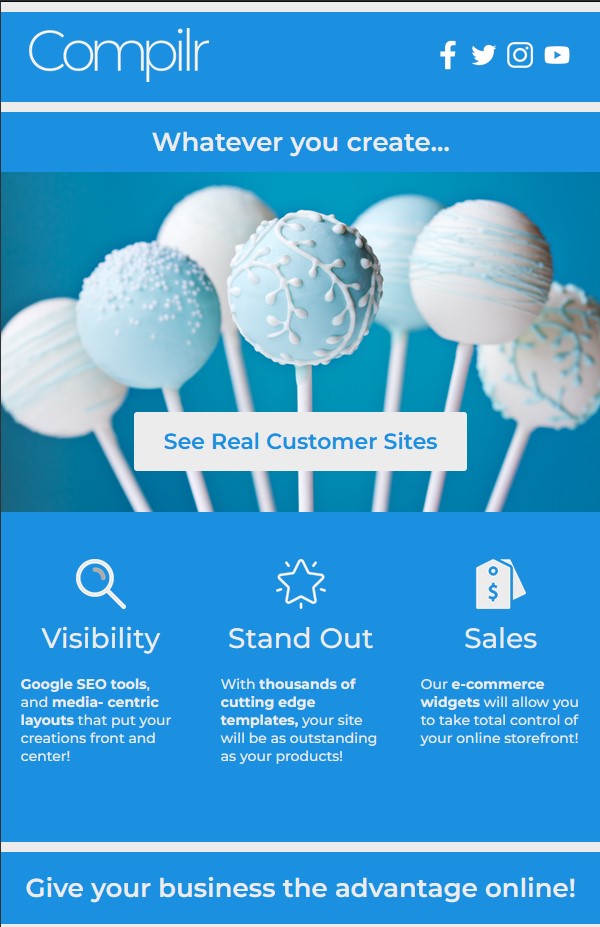 Compilr
Whatever you create...
See Real Customer Sites
Visibility
Google SEO tools,
and media- centric
layouts that put your
creations front and
center!
Stand Out
With thousands of
cutting edge
templates, your site
will be as outstanding
as your products!
Sales
$
Our e-commerce
widgets will allow you
to take total control of
your online storefront!
Give your business the advantage online!